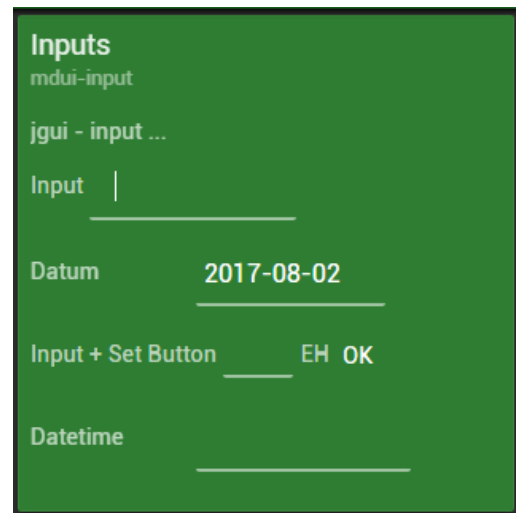 Inputs
mdui-input
jgui - input ...
Input
Datum 2017-08-02
Input + Set Button EH OK
Datetime